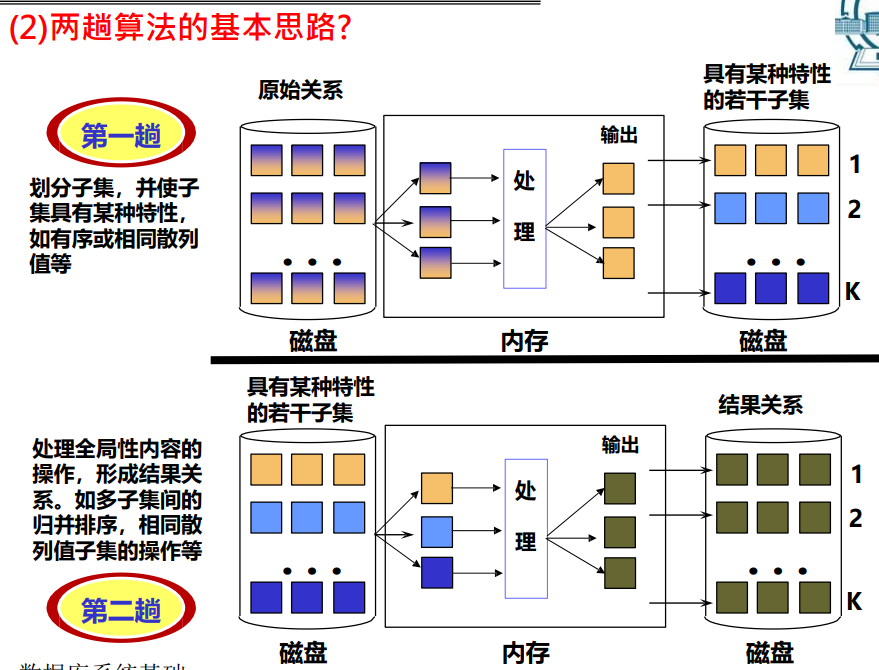 (2)两趟算法的基本思路?
第一趟
划分子集，并使子
集具有某种特性，
如有序或相同散列
值等
原始关系
处
理
输出
具有某种特性
的若干子集
1
2
K
磁盘
内存
磁盘
处理全局性内容的
操作，形成结果关
系。如多子集间的
归并排序，相同散
列值子集的操作等
第二趟
具有某种特性
的若干子集
处
理
输出
结果关系
1
2
K
磁盘
内存
磁盘
数据库系统基础